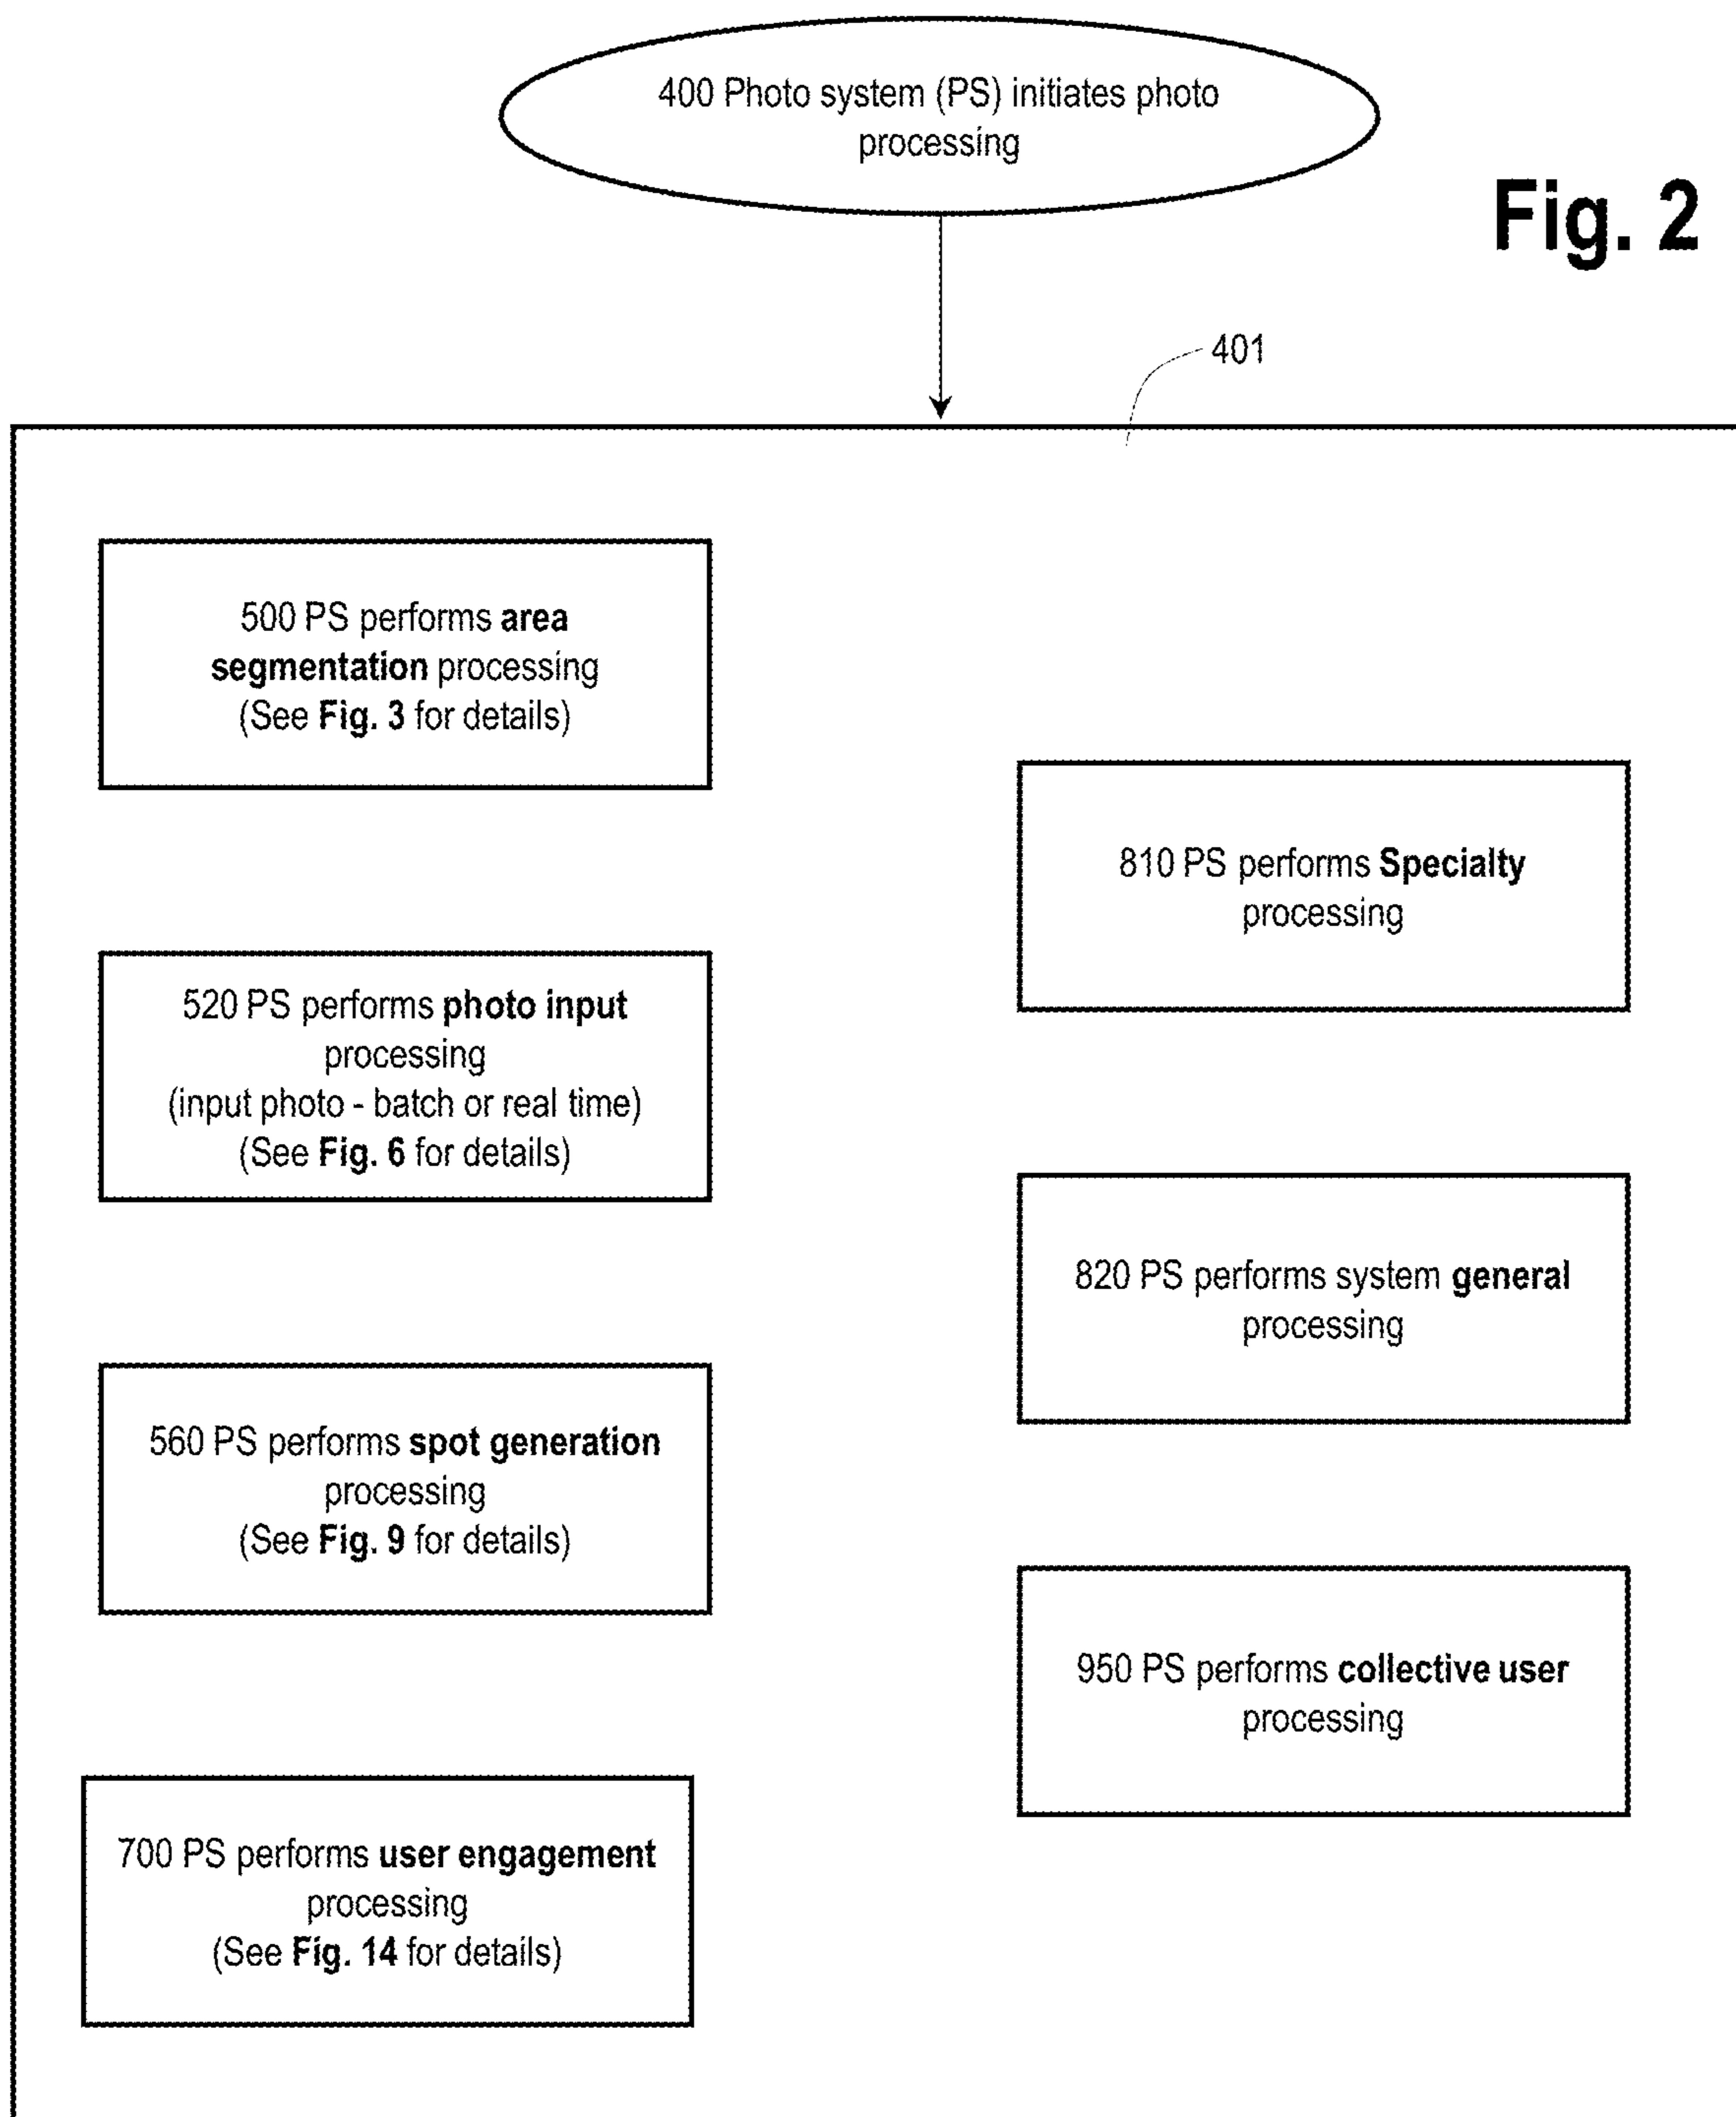 400 Photo system (PS) initiates photo
processing
Fig. 2
401
500 PS performs area
segmentation processing
(See Fig. 3 for details)
520 PS performs photo input
processing
(input photo - batch or real time)
(See Fig. 6 for details)
560 PS performs spot generation
processing
(See Fig. 9 for details)
700 PS performs user engagement
processing
(See Fig. 14 for details)
810 PS performs Specialty
processing
820 PS performs system general
processing
950 PS performs collective user
processing